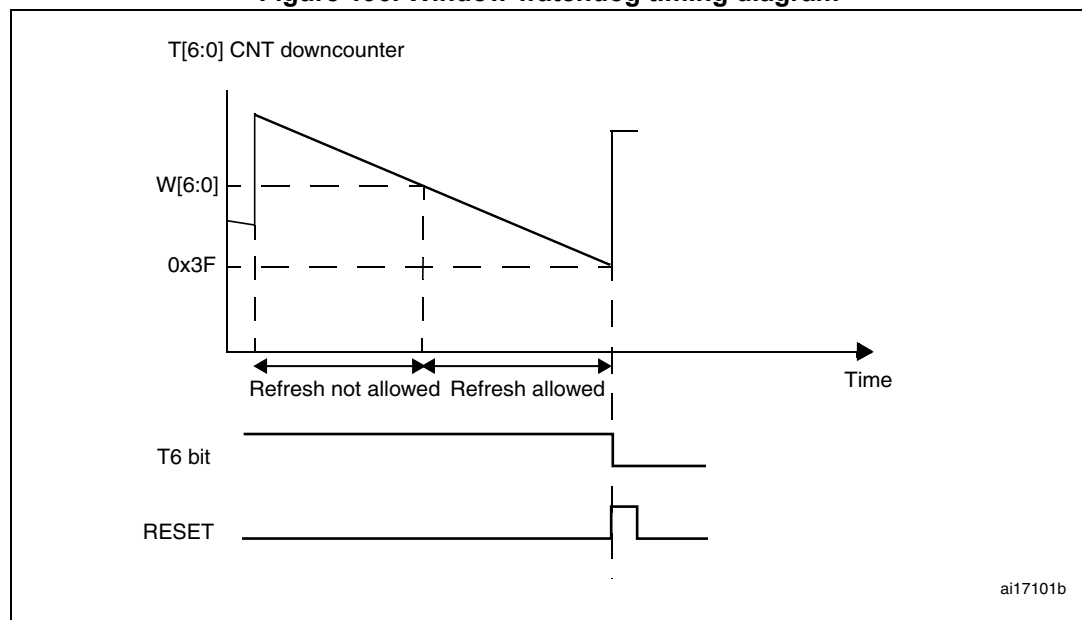 T[6:0] CNT downcounter
W[6:0]
0x3F
Time
Refresh not allowed
Refresh allowed
T6 bit
RESET
ai17101b